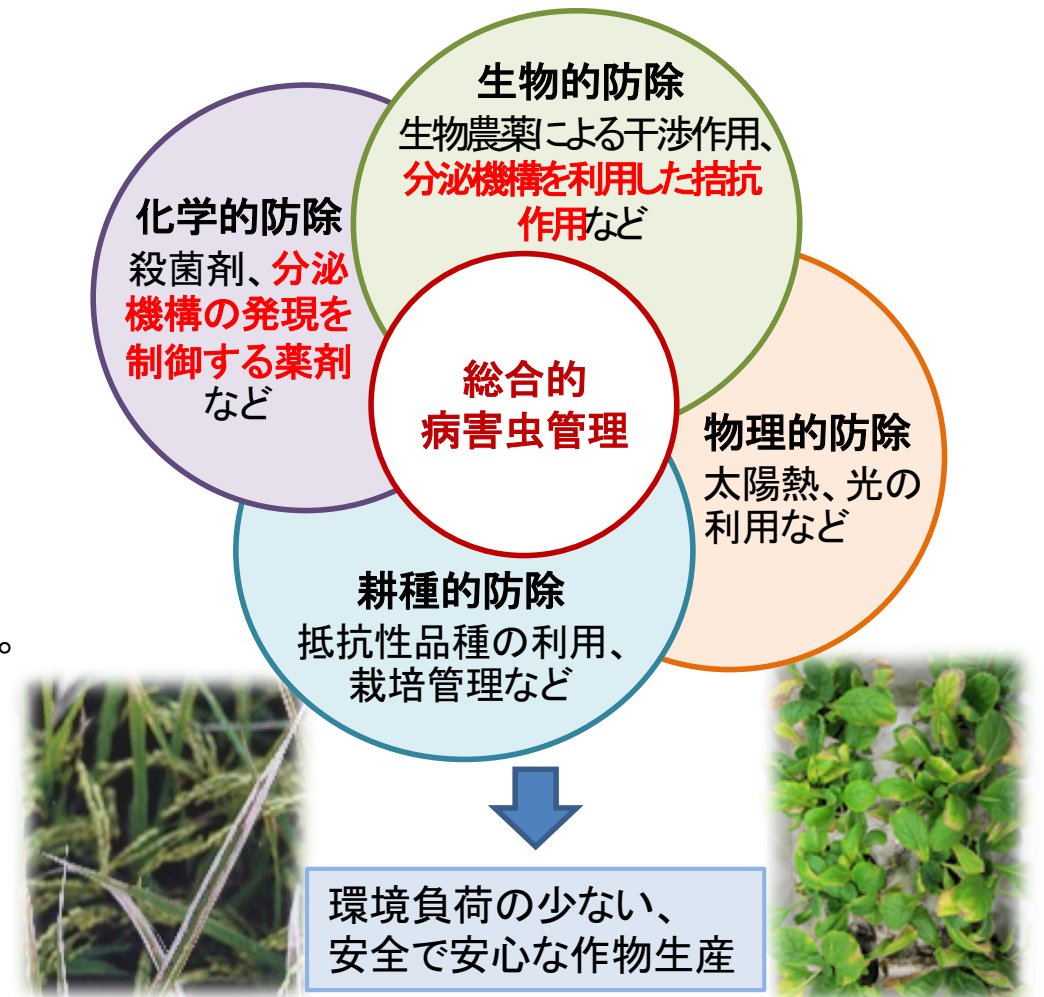 生物的防除
生物農薬による干渉作用、
分泌機構を利用した拮抗
作用など
化学的防除
殺菌剤、分泌
機構の発現を
制御する薬剤
など
総合的
病害虫管理
物理的防除
太陽熱、光の
利用など
耕種的防除
抵抗性品種の利用、
栽培管理など
。
環境負荷の少ない、
安全で安心な作物生産